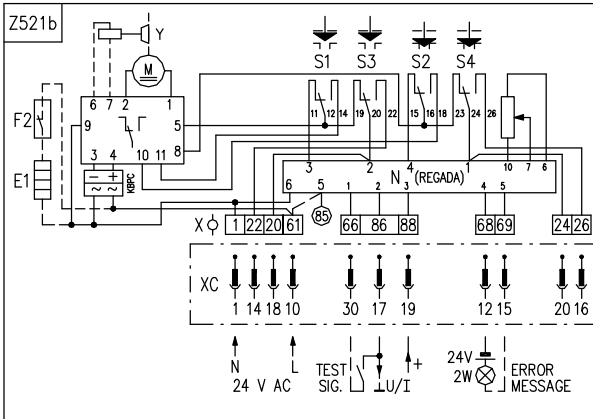 Z521b
Y
M
S1 S3 S2 S4
6 7 2 1
9 5
8
3 4 10 11
F2
E1
− +
~ ~
KBPC
11 12 14 19 20 22 15 16 18 23 24 26
10 7 6
3 2 4 1
N (REGADA)
6 5 1 2 3 4 5
85
X 1 22 20 61 66 86 88 68 69 24 26
XC
1 14 18 10 30 17 19 12 15 20 16
N L
24 V AC
TEST
SIG.
U/I
+
24V
2W
ERROR
MESSAGE